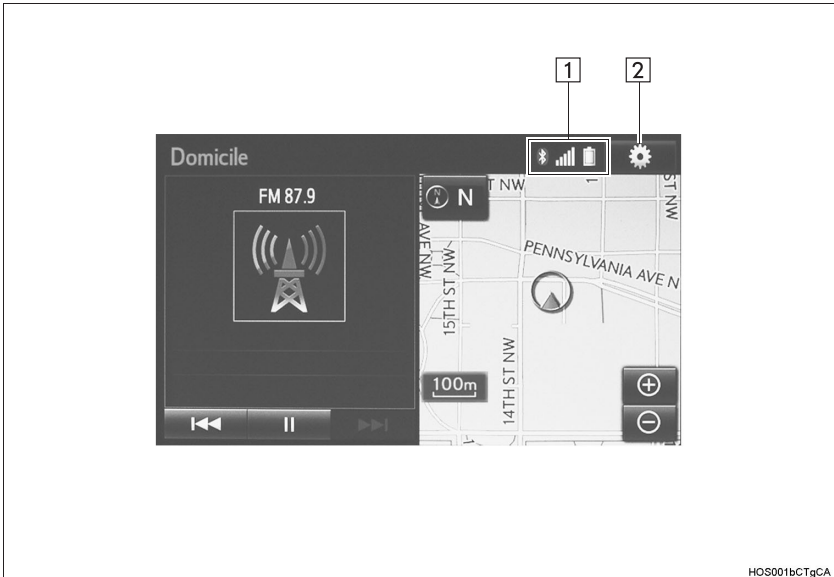 1
2
Domicile
FM 87.9
N
N
T NW
ST NW
AVE NW
15TH ST NW
PENNSYLVANIA AVE N
14TH ST NW
100m
HOS001bCTgCA